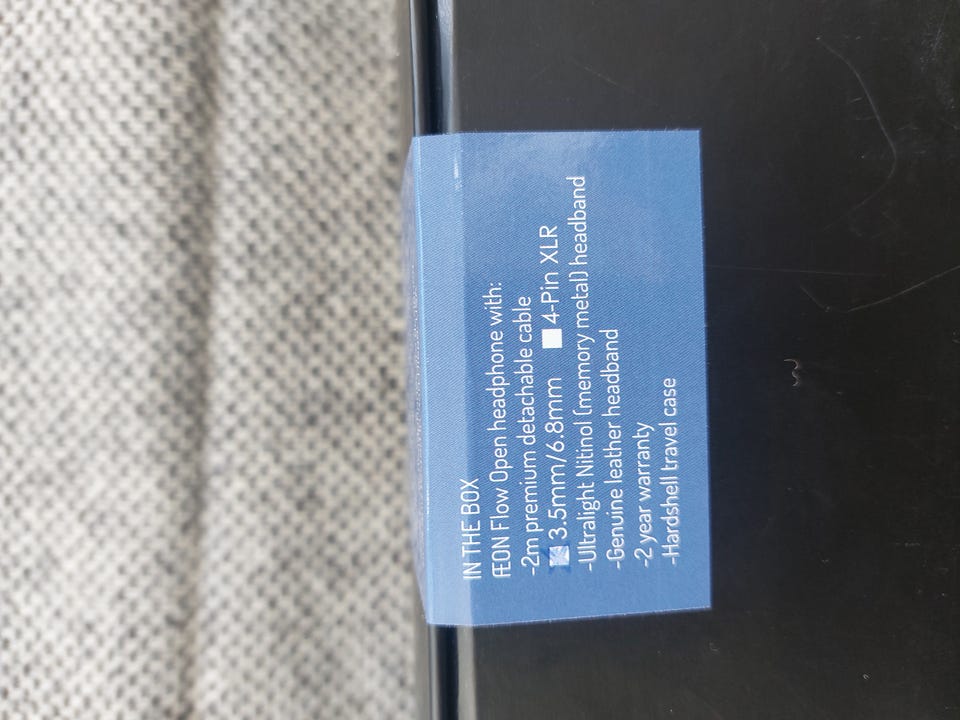 IN THE BOX
ÆON Flow Open headphone with:
-2m premium detachable cable
3.5mm/6.8mm 4-Pin XLR
-Ultralight Nitinol (memory metal) headband
-Genuine leather headband
-2 year warranty
-Hardshell travel case